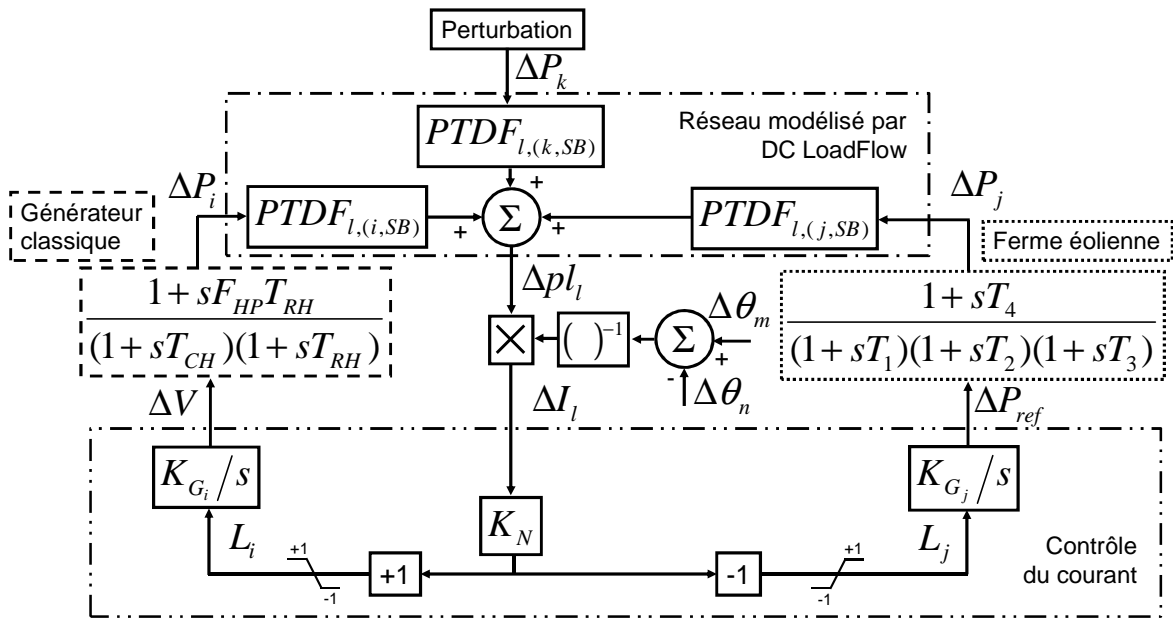 Perturbation
ΔP_k
PTDF_{l,(k,SB)}
Réseau modélisé par
DC LoadFlow
ΔP_i
ΔP_j
Générateur
classique
PTDF_{l,(i,SB)}
+
+
Σ
+
PTDF_{l,(j,SB)}
Ferme éolienne
1 + sF_{HP}T_{RH}
(1 + sT_{CH})(1 + sT_{RH})
Δpl_l
×
( )^{-1}
Σ
Δθ_m
+
-
Δθ_n
1 + sT_4
(1 + sT_1)(1 + sT_2)(1 + sT_3)
ΔV
ΔI_l
ΔP_{ref}
K_{G_i}/s
K_N
K_{G_j}/s
L_i
L_j
+1
-1
+1
-1
+1
-1
Contrôle
du courant